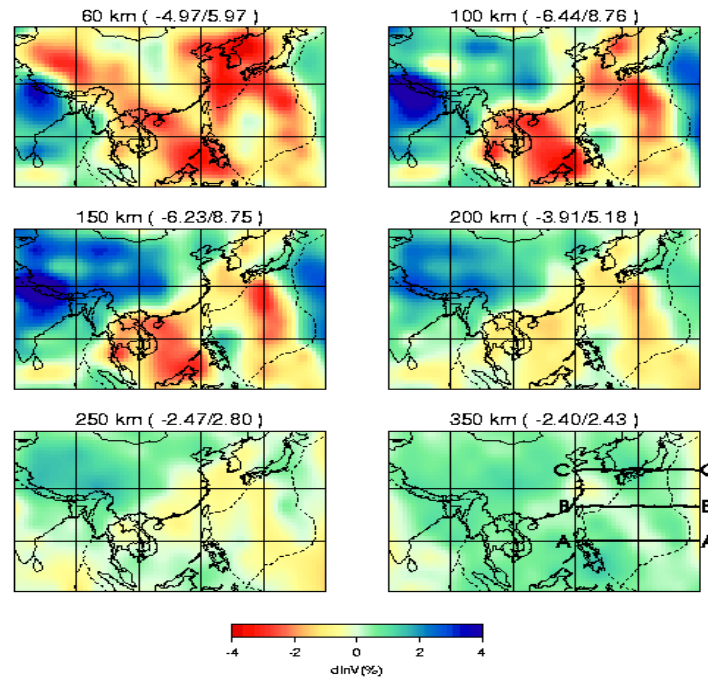 60 km ( -4.97/5.97 )
100 km ( -6.44/8.76 )
150 km ( -6.23/8.75 )
200 km ( -3.91/5.18 )
250 km ( -2.47/2.80 )
350 km ( -2.40/2.43 )
C C
B B
A A
-4 -2 0 2 4
dlnV(%)